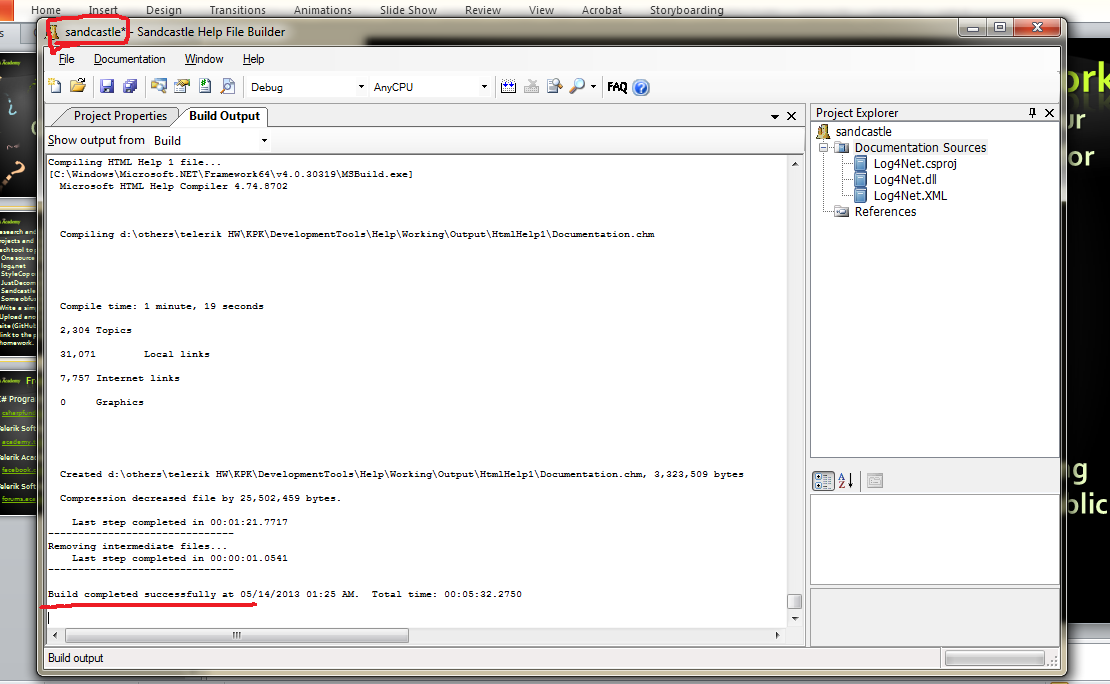 Home Insert Design Transitions Animations Slide Show Review View Acrobat Storyboarding
sandcastle* - Sandcastle Help File Builder
File Documentation Window Help
Debug AnyCPU FAQ
Project Properties Build Output
Show output from Build
Compiling HTML Help 1 file...
[C:\Windows\Microsoft.NET\Framework64\v4.0.30319\MSBuild.exe]
Microsoft HTML Help Compiler 4.74.8702
Compiling d:\others\telerik HW\KPK\DevelopmentTools\Help\Working\Output\HtmlHelp1\Documentation.chm
Compile time: 1 minute, 19 seconds
2,304 Topics
31,071 Local links
7,757 Internet links
0 Graphics
Created d:\others\telerik HW\KPK\DevelopmentTools\Help\Working\Output\HtmlHelp1\Documentation.chm, 3,323,509 bytes
Compression decreased file by 25,502,459 bytes.
Last step completed in 00:01:21.7717
-------------------------------
Removing intermediate files...
Last step completed in 00:00:01.0541
-------------------------------
Build completed successfully at 05/14/2013 01:25 AM. Total time: 00:05:32.2750
Build output
Project Explorer
sandcastle
Documentation Sources
Log4Net.csproj
Log4Net.dll
Log4Net.XML
References